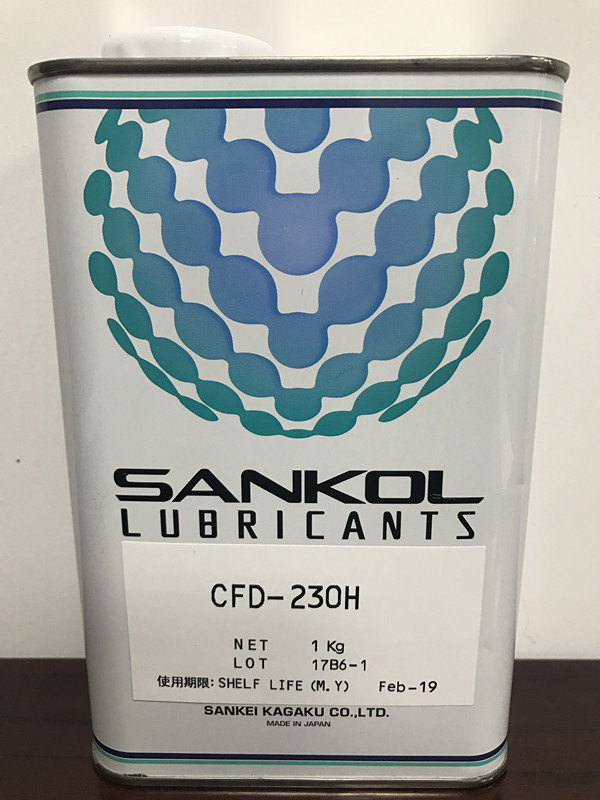 SANKOL
LUBRICANTS
CFD-230H
NET 1 Kg
LOT 17B6-1
使用期限: SHELF LIFE (M.Y) Feb-19
SANKEI KAGAKU CO.,LTD.
MADE IN JAPAN